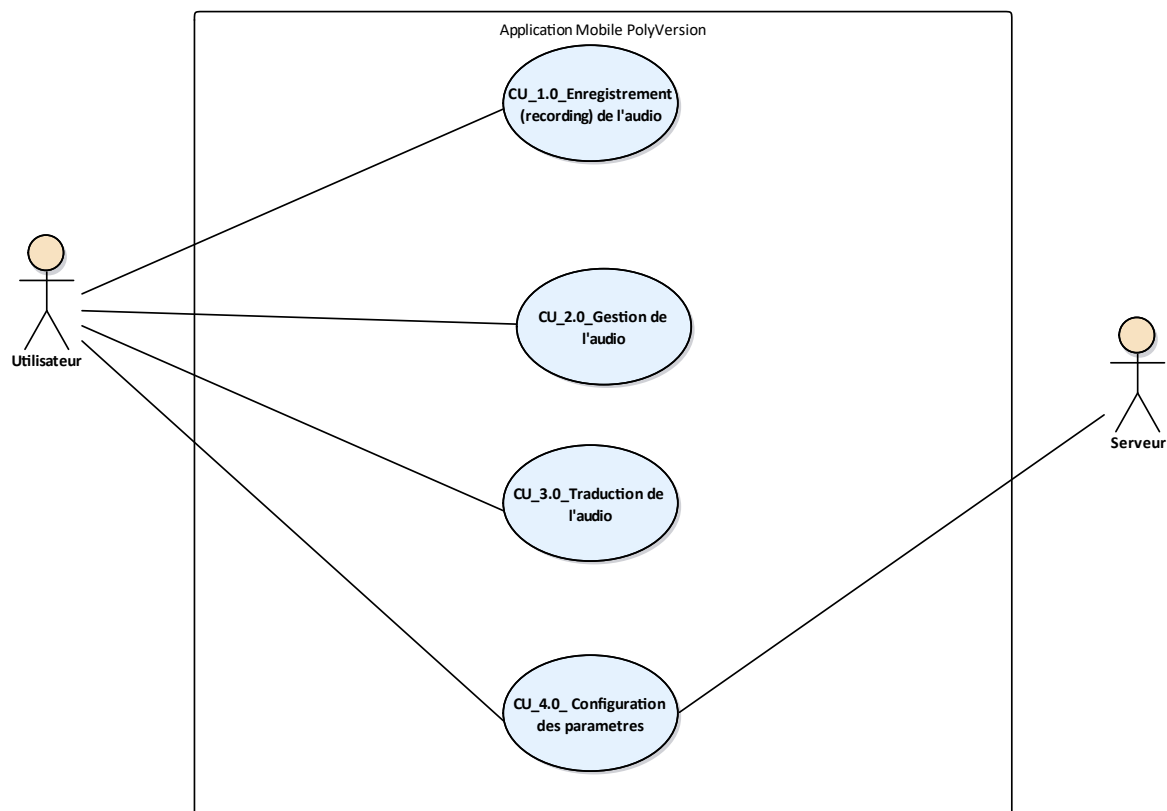 Application Mobile PolyVersion
CU_1.0_Enregistrement
(recording) de l'audio
CU_2.0_Gestion de
l'audio
Utilisateur
Serveur
CU_3.0_Traduction de
l'audio
CU_4.0_ Configuration
des parametres